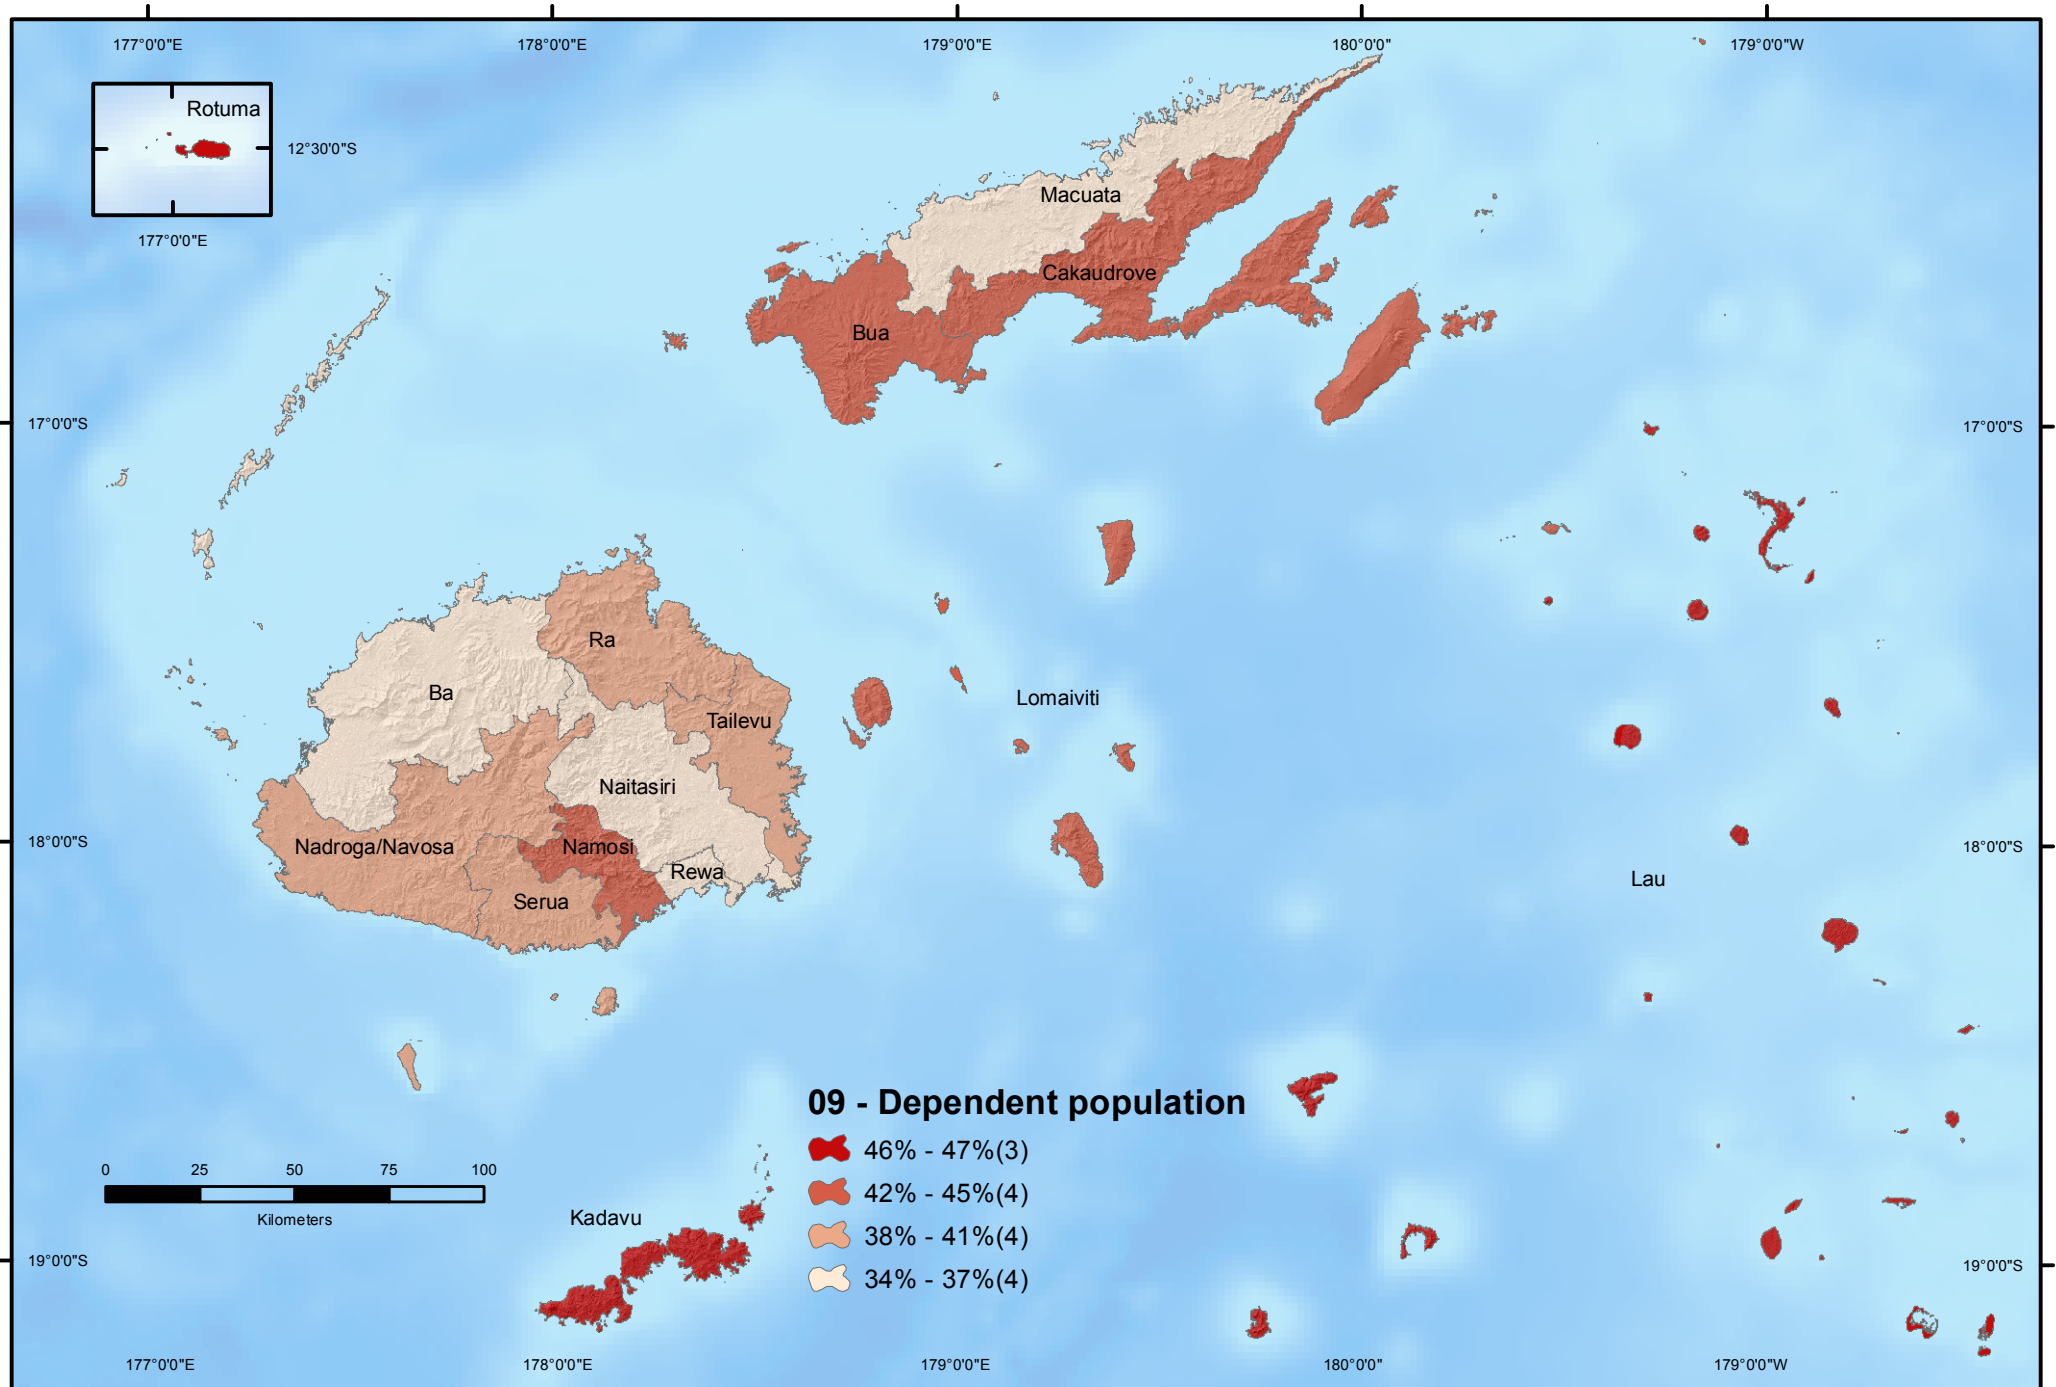 177°0'0"E
178°0'0"E
179°0'0"E
180°0'0"
179°0'0"W
Rotuma
12°30'0"S
177°0'0"E
Macuata
Cakaudrove
Bua
17°0'0"S
17°0'0"S
Ra
Ba
Lomaiviti
Tailevu
Naitasiri
18°0'0"S
Nadroga/Navosa
Namosi
18°0'0"S
Rewa
Lau
Serua
09 - Dependent population
46% - 47%(3)
42% - 45%(4)
38% - 41%(4)
34% - 37%(4)
0 25 50 75 100
Kilometers
Kadavu
19°0'0"S
19°0'0"S
177°0'0"E
178°0'0"E
179°0'0"E
180°0'0"
179°0'0"W